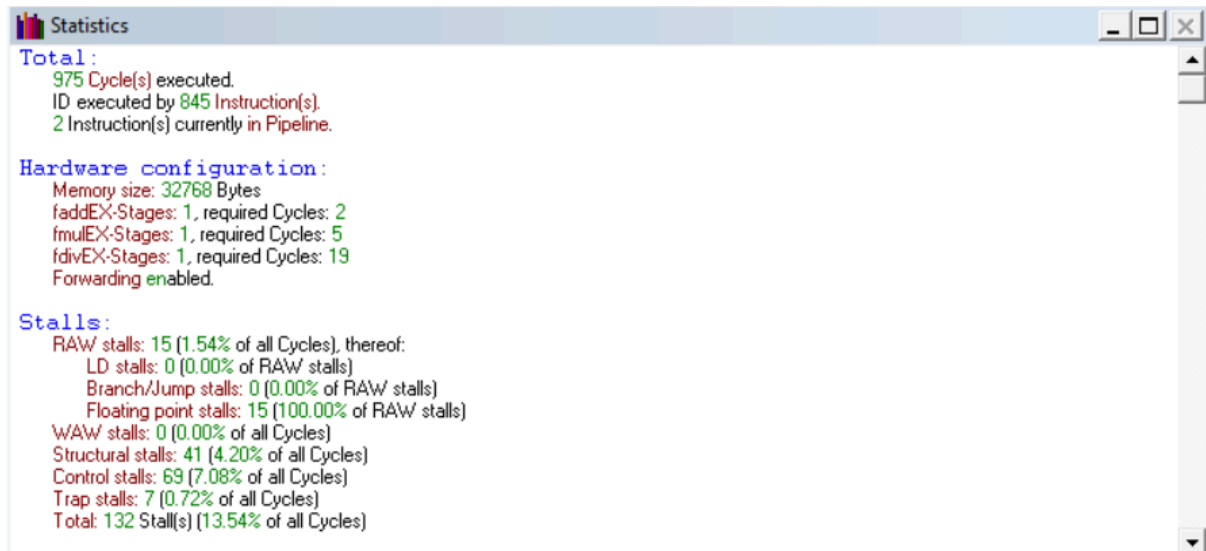 Statistics
Total:
975 Cycle(s) executed.
ID executed by 845 Instruction(s).
2 Instruction(s) currently in Pipeline.
Hardware configuration:
Memory size: 32768 Bytes
faddEX-Stages: 1, required Cycles: 2
fmulEX-Stages: 1, required Cycles: 5
fdivEX-Stages: 1, required Cycles: 19
Forwarding enabled.
Stalls:
RAW stalls: 15 (1.54% of all Cycles), thereof:
LD stalls: 0 (0.00% of RAW stalls)
Branch/Jump stalls: 0 (0.00% of RAW stalls)
Floating point stalls: 15 (100.00% of RAW stalls)
WAW stalls: 0 (0.00% of all Cycles)
Structural stalls: 41 (4.20% of all Cycles)
Control stalls: 69 (7.08% of all Cycles)
Trap stalls: 7 (0.72% of all Cycles)
Total: 132 Stall(s) (13.54% of all Cycles)